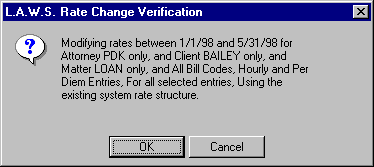 L.A.W.S. Rate Change Verification
Modifying rates between 1/1/98 and 5/31/98 for
Attorney PDK only, and Client BAILEY only, and
Matter LOAN only, and All Bill Codes, Hourly and Per
Diem Entries, For all selected entries, Using the
existing system rate structure.
OK
Cancel